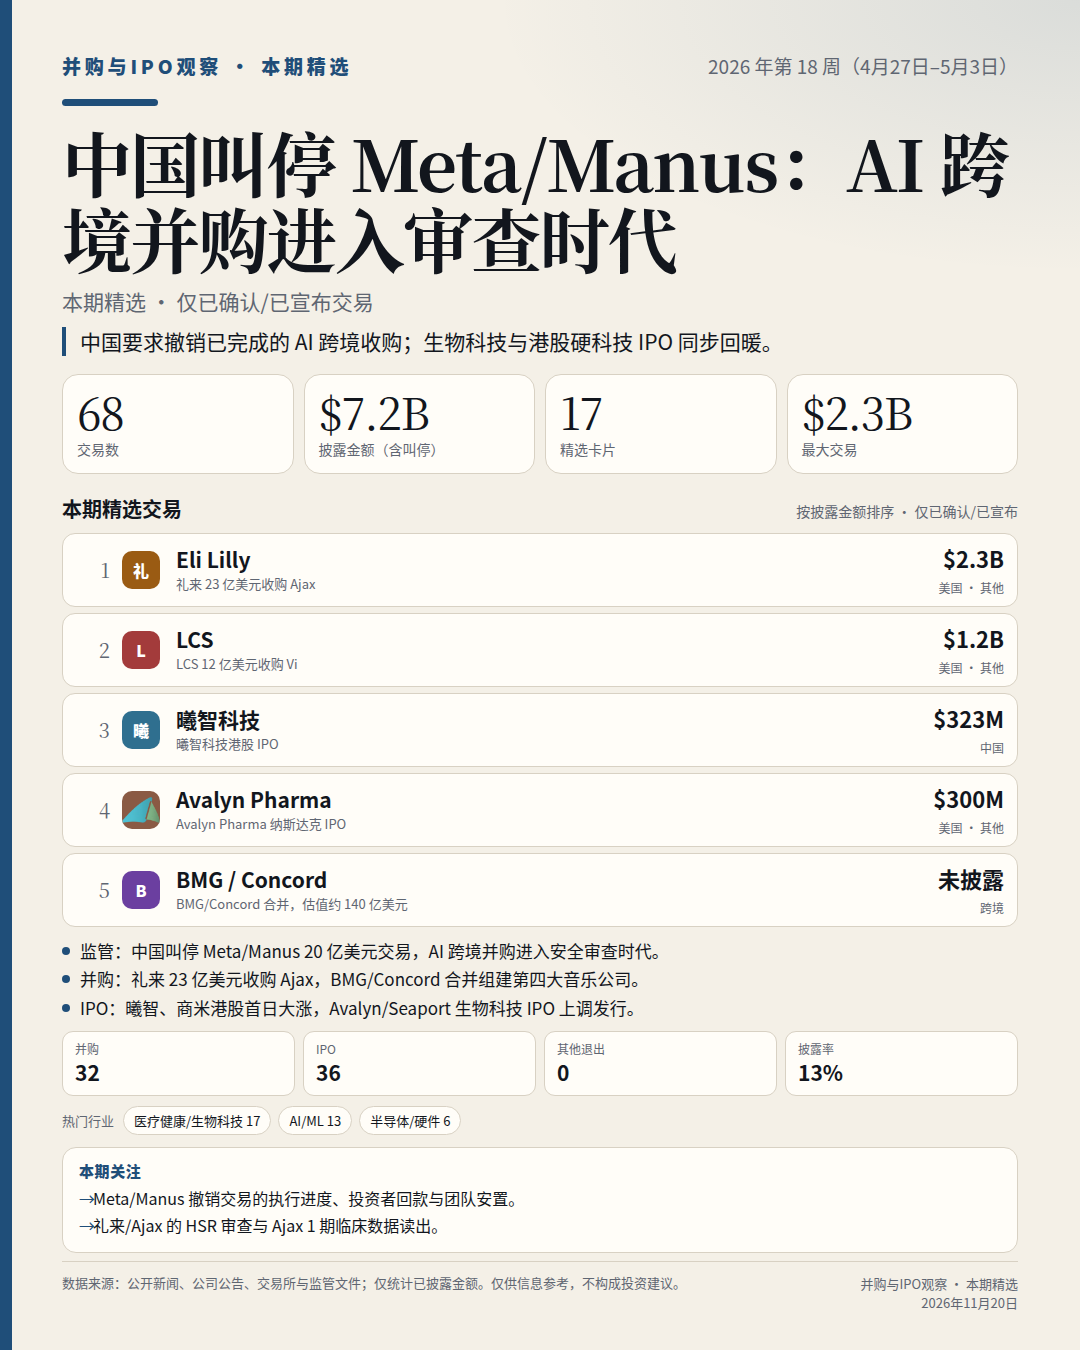 并购与IPO观察 · 本期精选
2026 年第 18 周（4月27日–5月3日）
中国叫停 Meta/Manus：AI 跨
境并购进入审查时代
本期精选 · 仅已确认/已宣布交易
中国要求撤销已完成的 AI 跨境收购；生物科技与港股硬科技 IPO 同步回暖。
68
交易数
$7.2B
披露金额（含叫停）
17
精选卡片
$2.3B
最大交易
本期精选交易
按披露金额排序 · 仅已确认/已宣布
1
礼
Eli Lilly
礼来 23 亿美元收购 Ajax
$2.3B
美国 · 其他
2
L
LCS
LCS 12 亿美元收购 Vi
$1.2B
美国 · 其他
3
曦
曦智科技
曦智科技港股 IPO
$323M
中国
4
Avalyn Pharma
Avalyn Pharma 纳斯达克 IPO
$300M
美国 · 其他
5
B
BMG / Concord
BMG/Concord 合并，估值约 140 亿美元
未披露
跨境
监管：中国叫停 Meta/Manus 20 亿美元交易，AI 跨境并购进入安全审查时代。
并购：礼来 23 亿美元收购 Ajax，BMG/Concord 合并组建第四大音乐公司。
IPO：曦智、商米港股首日大涨，Avalyn/Seaport 生物科技 IPO 上调发行。
并购
32
IPO
36
其他退出
0
披露率
13%
热门行业
医疗健康/生物科技 17
AI/ML 13
半导体/硬件 6
本期关注
→Meta/Manus 撤销交易的执行进度、投资者回款与团队安置。
→礼来/Ajax 的 HSR 审查与 Ajax 1 期临床数据读出。
数据来源：公开新闻、公司公告、交易所与监管文件；仅统计已披露金额。仅供信息参考，不构成投资建议。
并购与IPO观察 · 本期精选
2026年11月20日